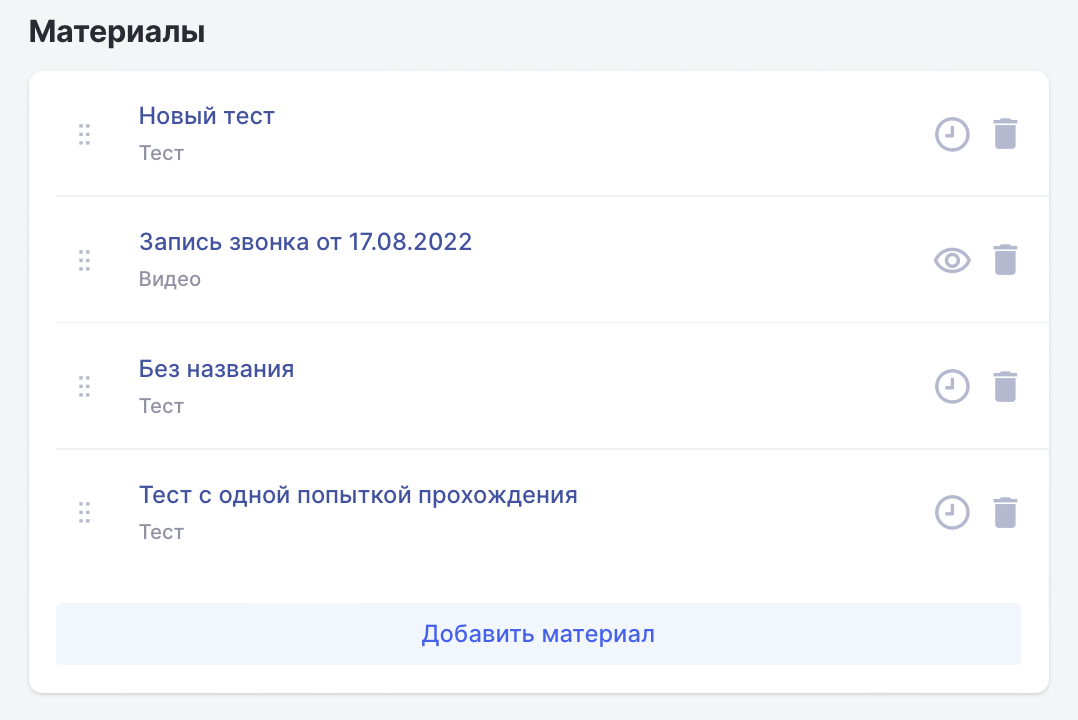 Материалы
Новый тест
Тест
Запись звонка от 17.08.2022
Видео
Без названия
Тест
Тест с одной попыткой прохождения
Тест
Добавить материал